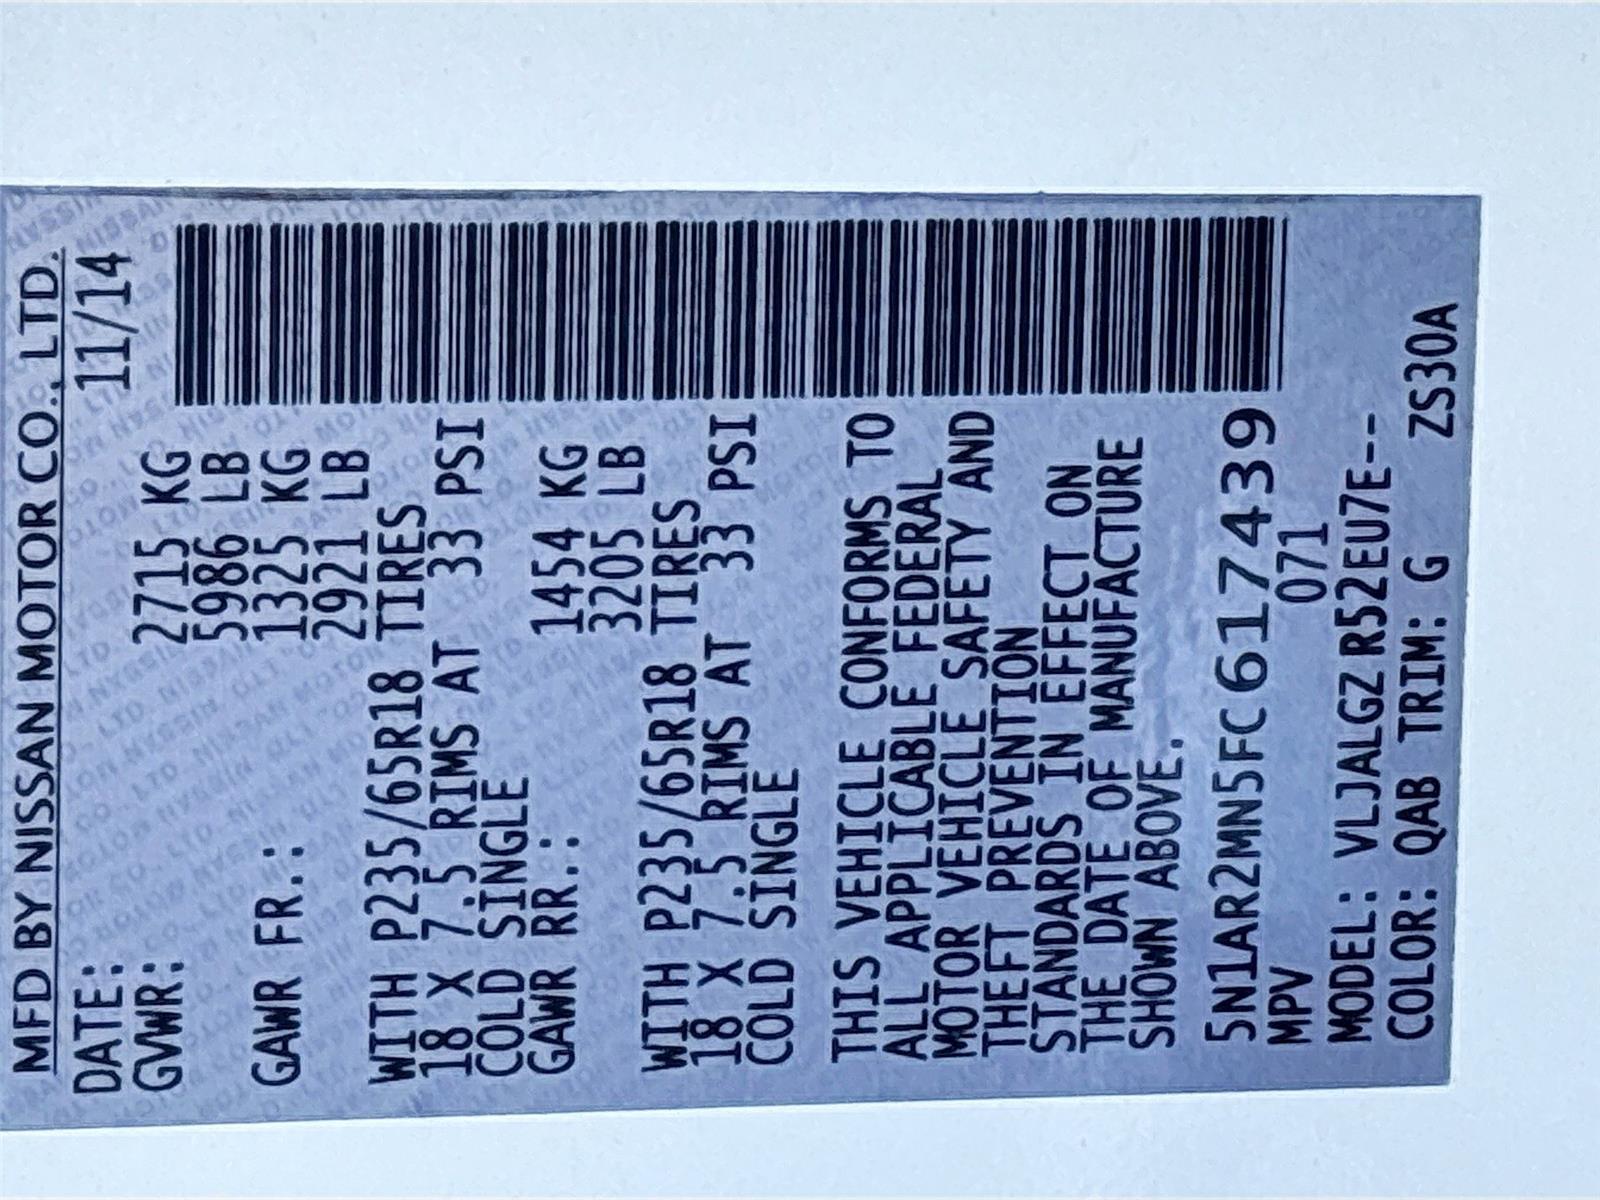 MFD BY NISSAN MOTOR CO., LTD.
DATE: 11/14
GVWR: 2715 KG
5986 LB
GAWR FR.: 1325 KG
2921 LB
WITH P235/65R18 TIRES
18 X 7.5 RIMS AT 33 PSI
COLD SINGLE
GAWR RR.: 1454 KG
3205 LB
WITH P235/65R18 TIRES
18 X 7.5 RIMS AT 33 PSI
COLD SINGLE
THIS VEHICLE CONFORMS TO
ALL APPLICABLE FEDERAL
MOTOR VEHICLE SAFETY AND
THEFT PREVENTION
STANDARDS IN EFFECT ON
THE DATE OF MANUFACTURE
SHOWN ABOVE.
5N1AR2MN5FC617439
MPV 071
MODEL: VLJALGZ R52EU7E--
COLOR: QAB TRIM: G ZS30A